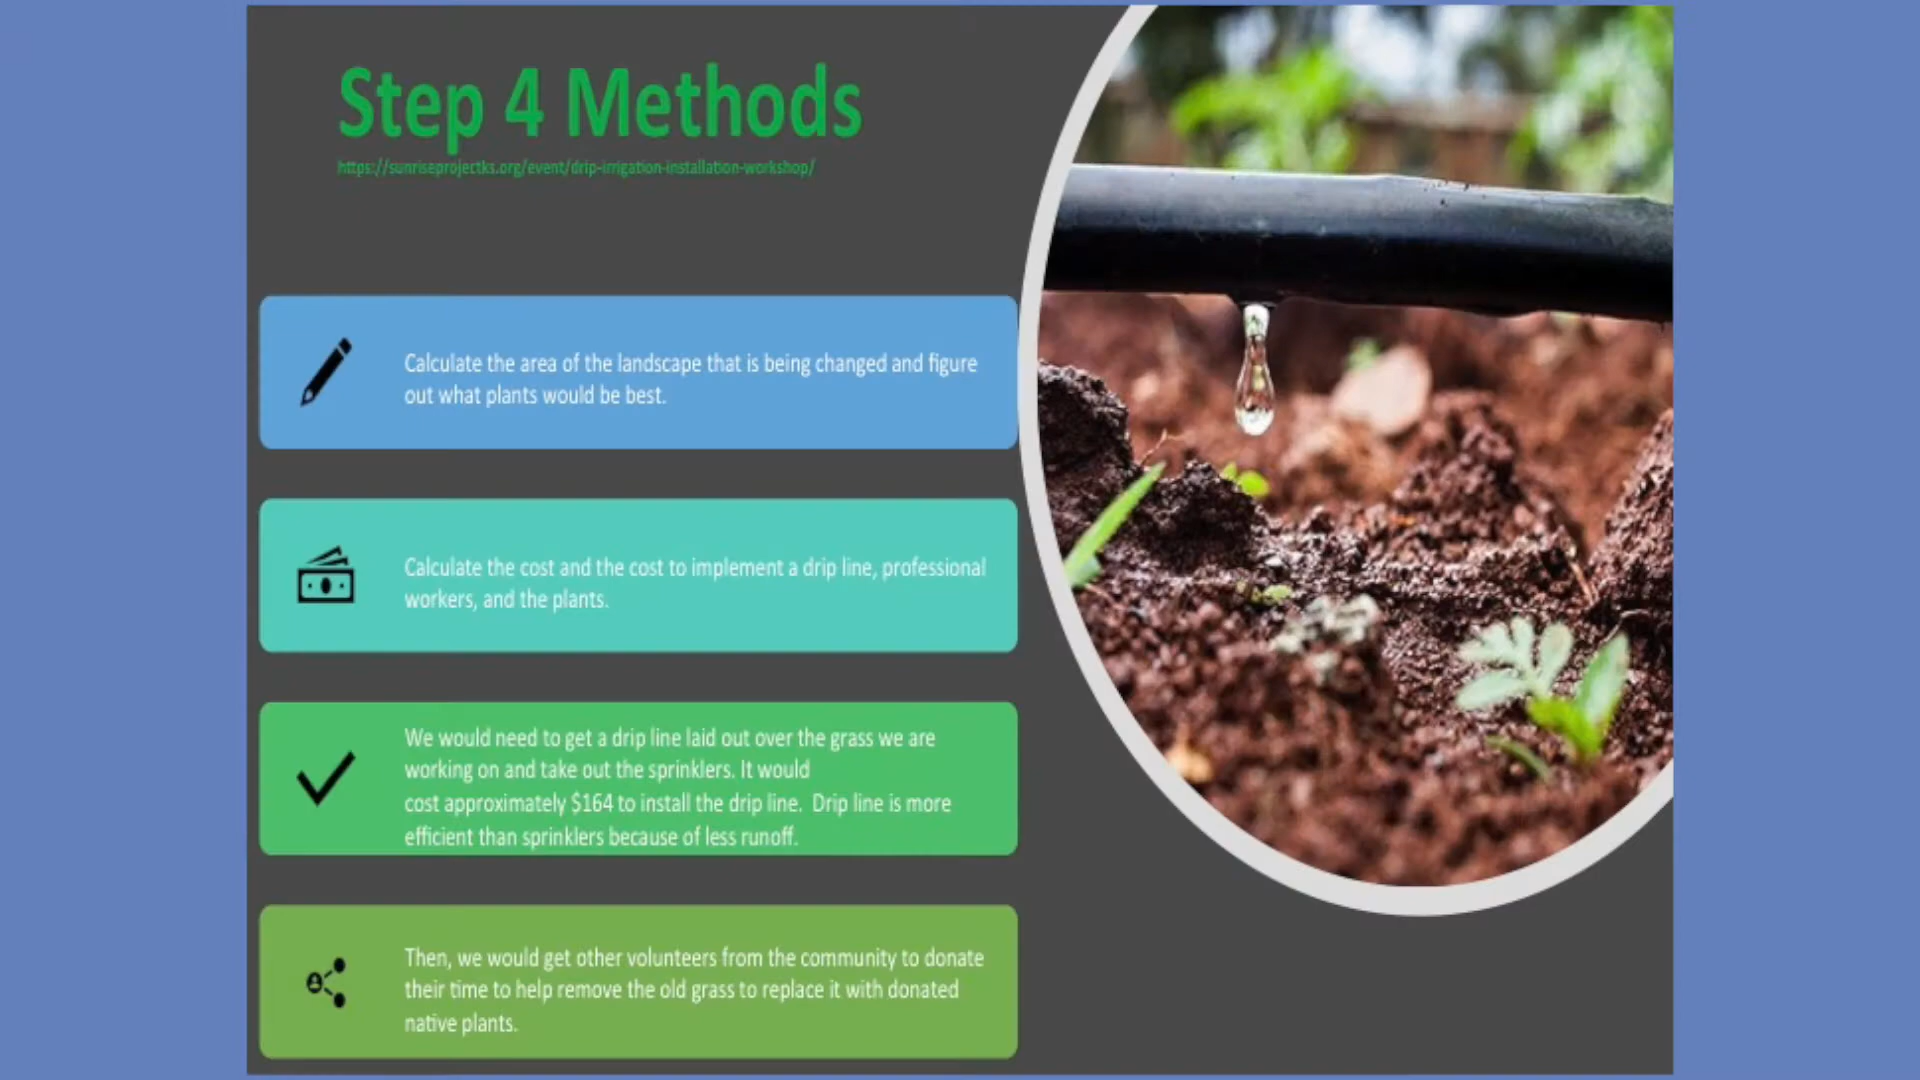 Step 4 Methods
https://sunriseprojectks.org/event/drip-irrigation-installation-workshop/
Calculate the area of the landscape that is being changed and figure
out what plants would be best.
Calculate the cost and the cost to implement a drip line, professional
workers, and the plants.
We would need to get a drip line laid out over the grass we are
working on and take out the sprinklers. It would
cost approximately $164 to install the drip line.  Drip line is more
efficient than sprinklers because of less runoff.
Then, we would get other volunteers from the community to donate
their time to help remove the old grass to replace it with donated
native plants.